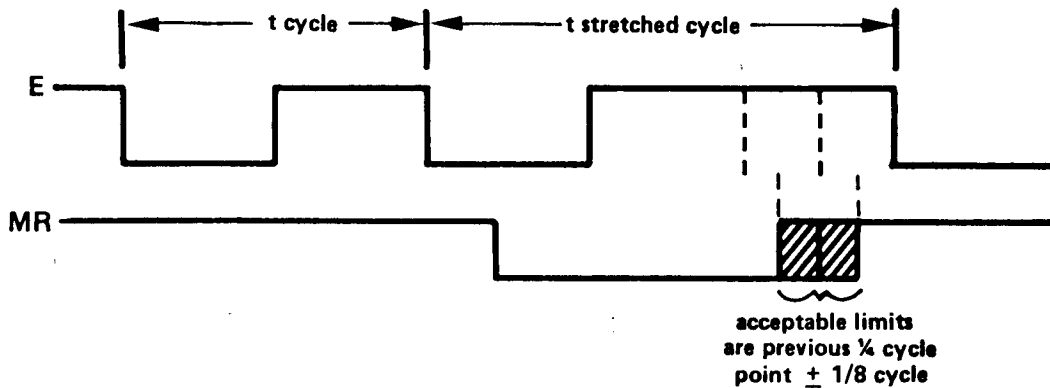 t cycle
t stretched cycle
E
MR
acceptable limits
are previous ¼ cycle
point ± 1/8 cycle